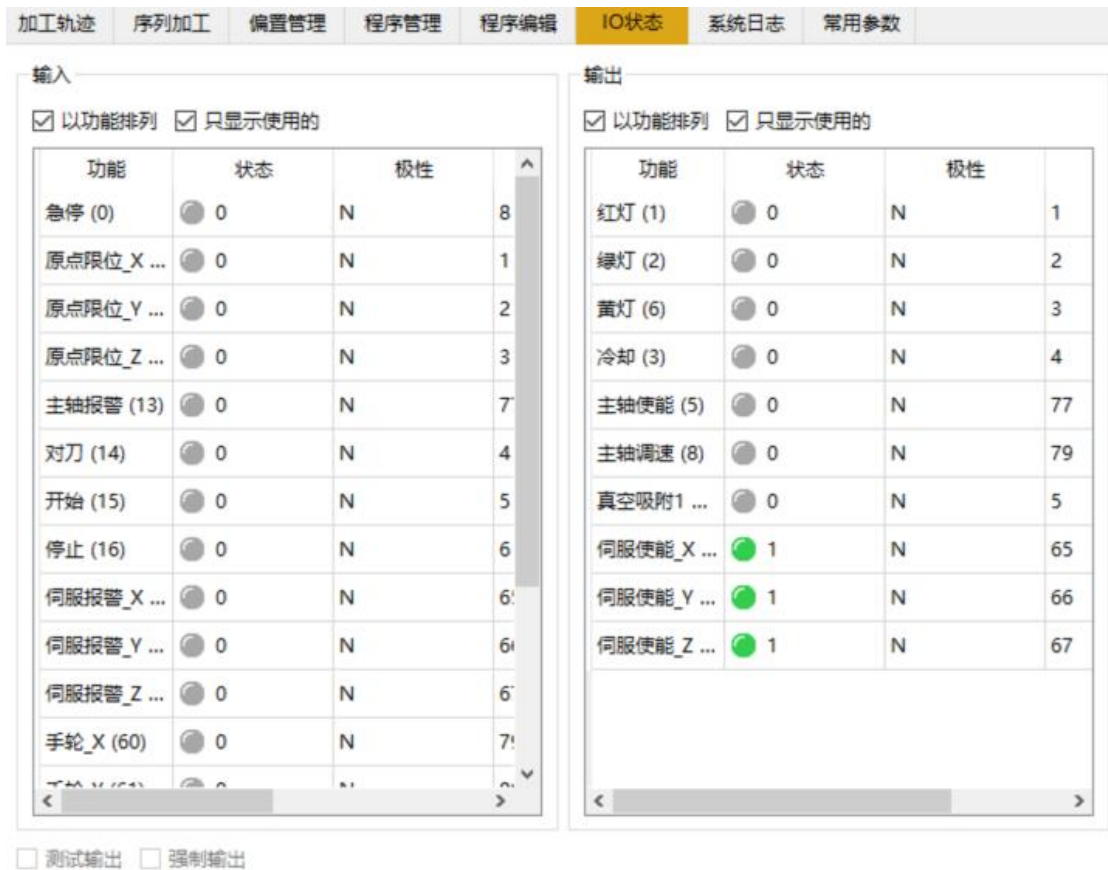 加工轨迹 序列加工 偏置管理 程序管理 程序编辑 IO状态 系统日志 常用参数
输入
以功能排列 只显示使用的
功能 状态 极性
急停 (0) 0 N 8
原点限位_X ... 0 N 1
原点限位_Y ... 0 N 2
原点限位_Z ... 0 N 3
主轴报警 (13) 0 N
对刀 (14) 0 N 4
开始 (15) 0 N 5
停止 (16) 0 N 6
伺服报警_X ... 0 N
伺服报警_Y ... 0 N
伺服报警_Z ... 0 N
手轮_X (60) 0 N
输出
以功能排列 只显示使用的
功能 状态 极性
红灯 (1) 0 N 1
绿灯 (2) 0 N 2
黄灯 (6) 0 N 3
冷却 (3) 0 N 4
主轴使能 (5) 0 N 77
主轴调速 (8) 0 N 79
真空吸附1 ... 0 N 5
伺服使能_X ... 1 N 65
伺服使能_Y ... 1 N 66
伺服使能_Z ... 1 N 67
测试输出 强制输出